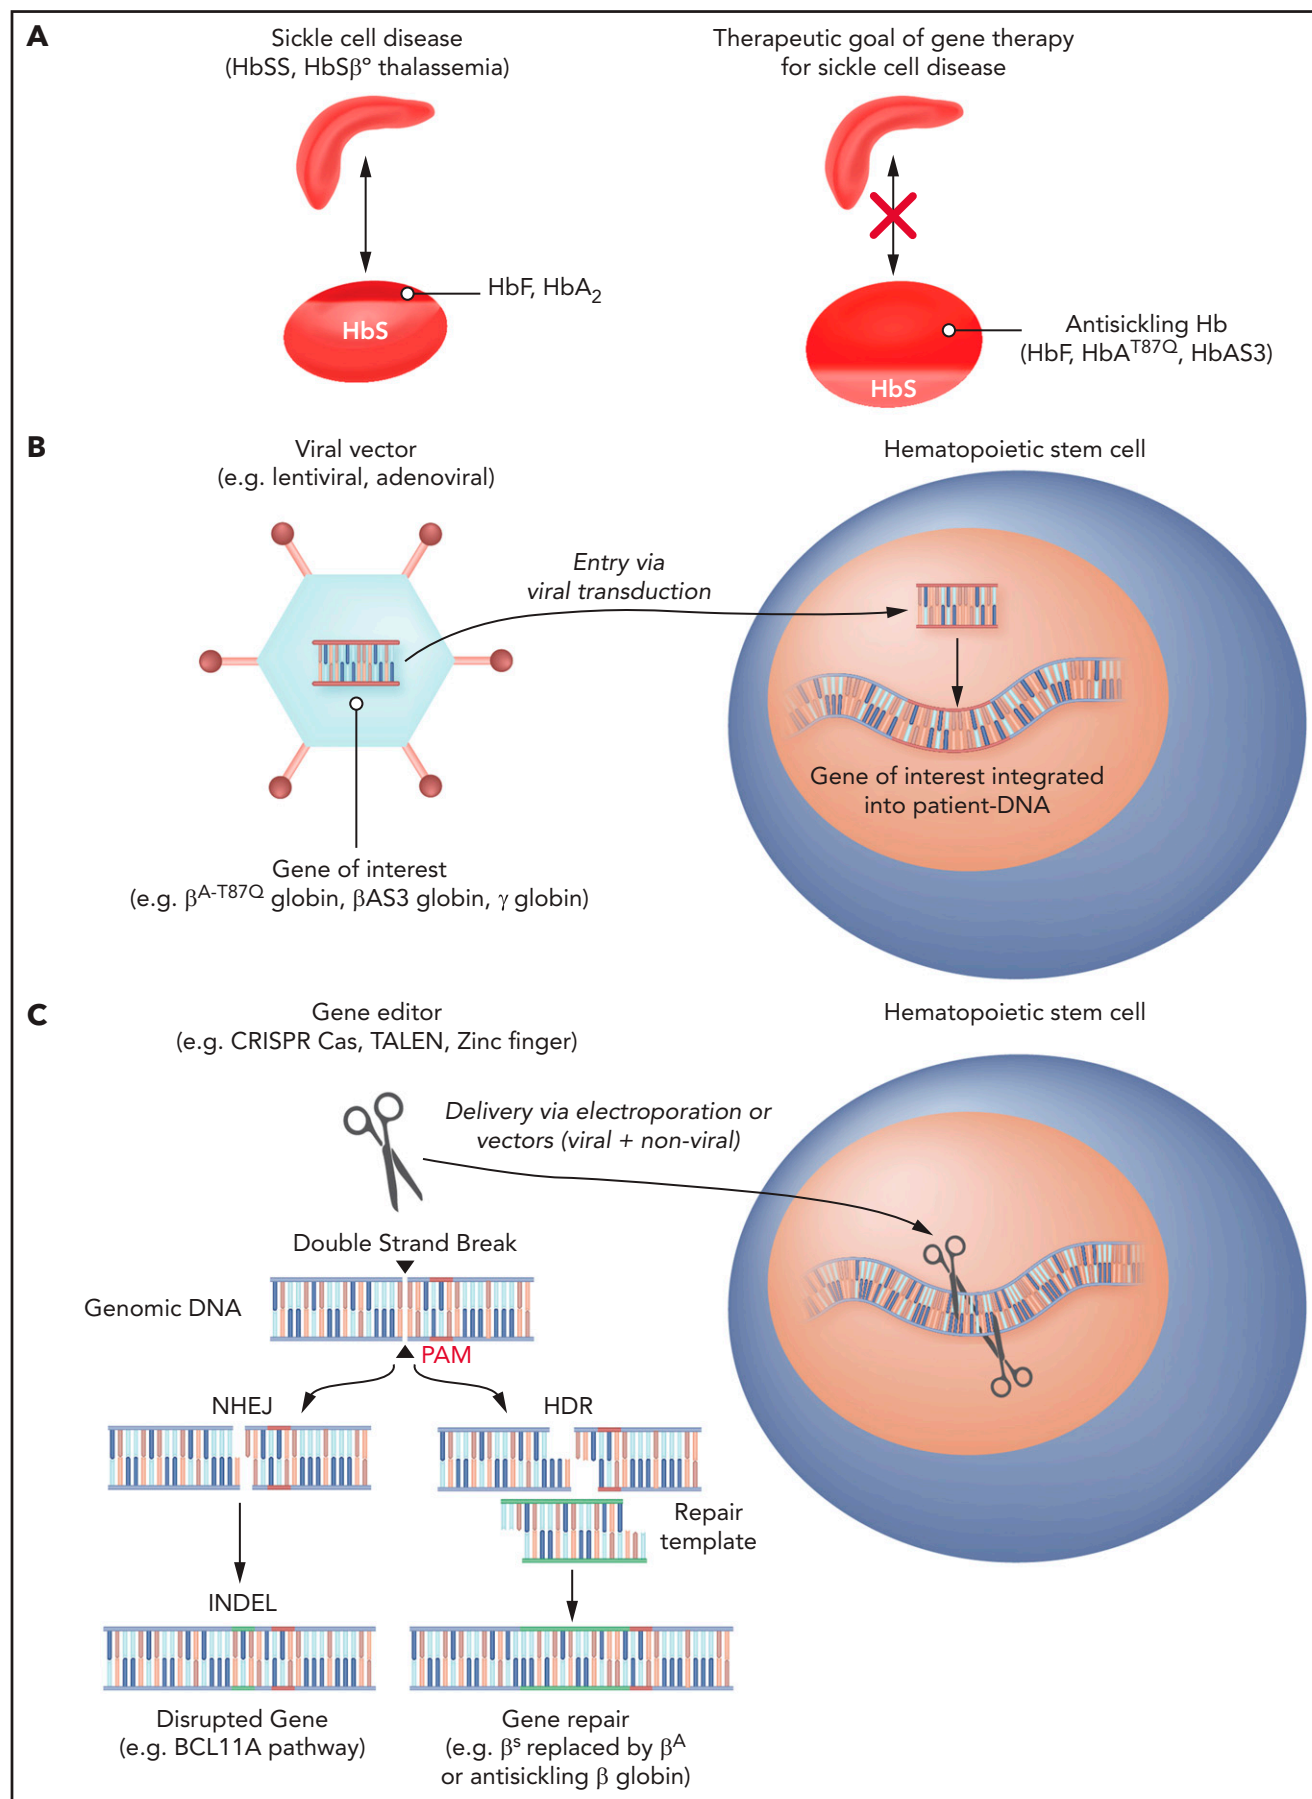 A
Sickle cell disease
(HbSS, HbSβ° thalassemia)
Therapeutic goal of gene therapy
for sickle cell disease
HbF, HbA₂
HbS
Antisickling Hb
(HbF, HbAᵀ⁸⁷Q, HbAS3)
HbS
B
Viral vector
(e.g. lentiviral, adenoviral)
Hematopoietic stem cell
Entry via
viral transduction
Gene of interest integrated
into patient-DNA
Gene of interest
(e.g. βᴬ⁻ᵀ⁸⁷Q globin, βAS3 globin, γ globin)
C
Gene editor
(e.g. CRISPR Cas, TALEN, Zinc finger)
Hematopoietic stem cell
Delivery via electroporation or
vectors (viral + non-viral)
Double Strand Break
Genomic DNA
PAM
NHEJ
HDR
Repair
template
INDEL
Disrupted Gene
(e.g. BCL11A pathway)
Gene repair
(e.g. βˢ replaced by βᴬ
or antisickling β globin)